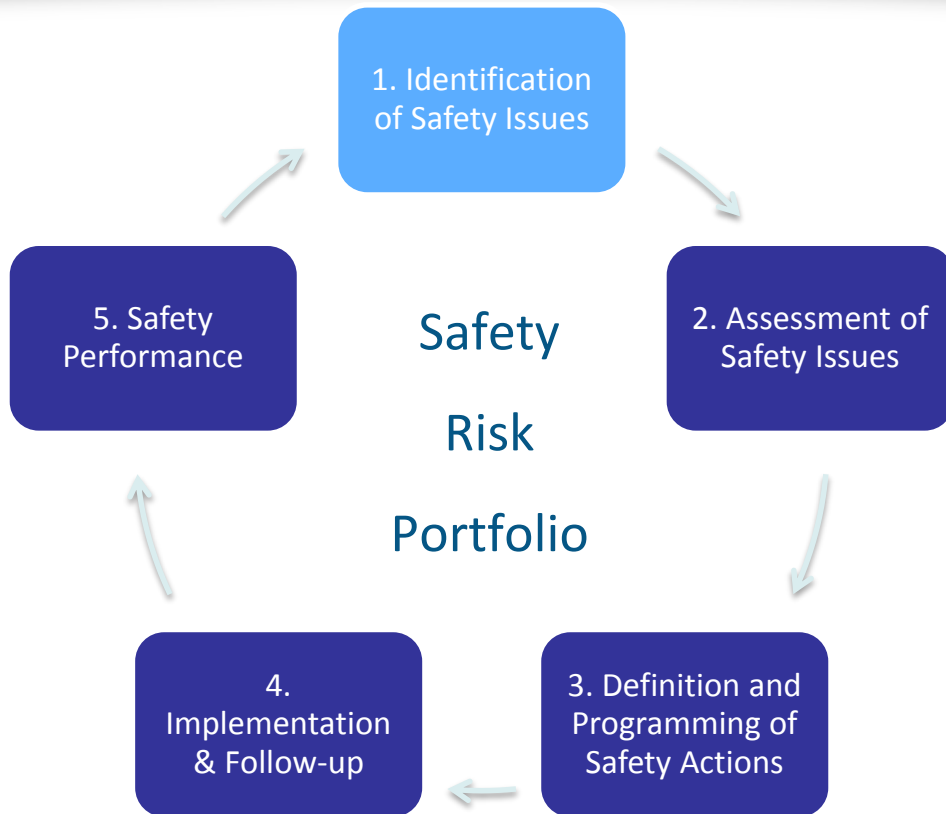 1. Identification
of Safety Issues
5. Safety
Performance
Safety
Risk
Portfolio
2. Assessment of
Safety Issues
4.
Implementation
& Follow-up
3. Definition and
Programming of
Safety Actions